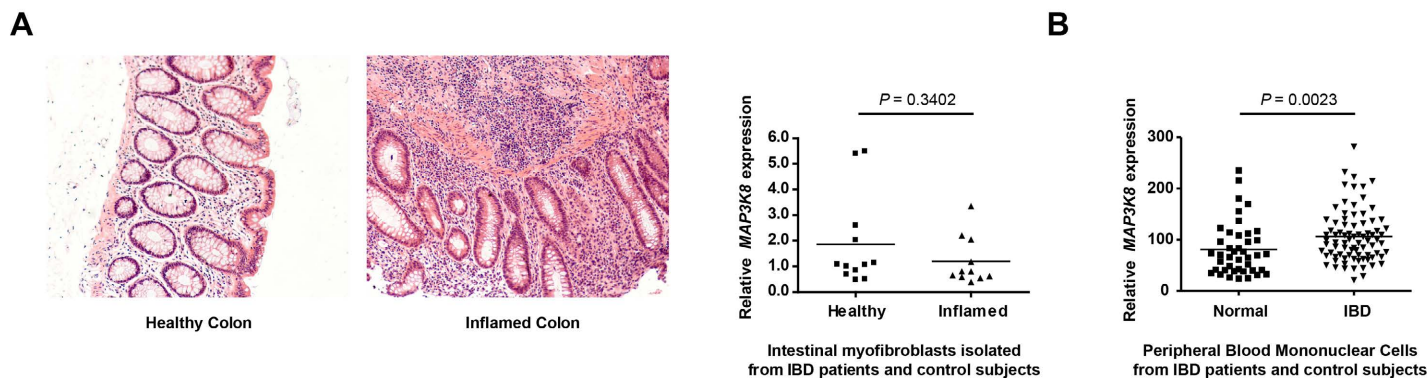 A
Healthy Colon
Inflamed Colon
P = 0.3402
Relative MAP3K8 expression
6.0
5.0
4.0
3.0
2.0
1.0
0.0
Healthy
Inflamed
Intestinal myofibroblasts isolated
from IBD patients and control subjects
B
P = 0.0023
Relative MAP3K8 expression
300
200
100
0
Normal
IBD
Peripheral Blood Mononuclear Cells
from IBD patients and control subjects